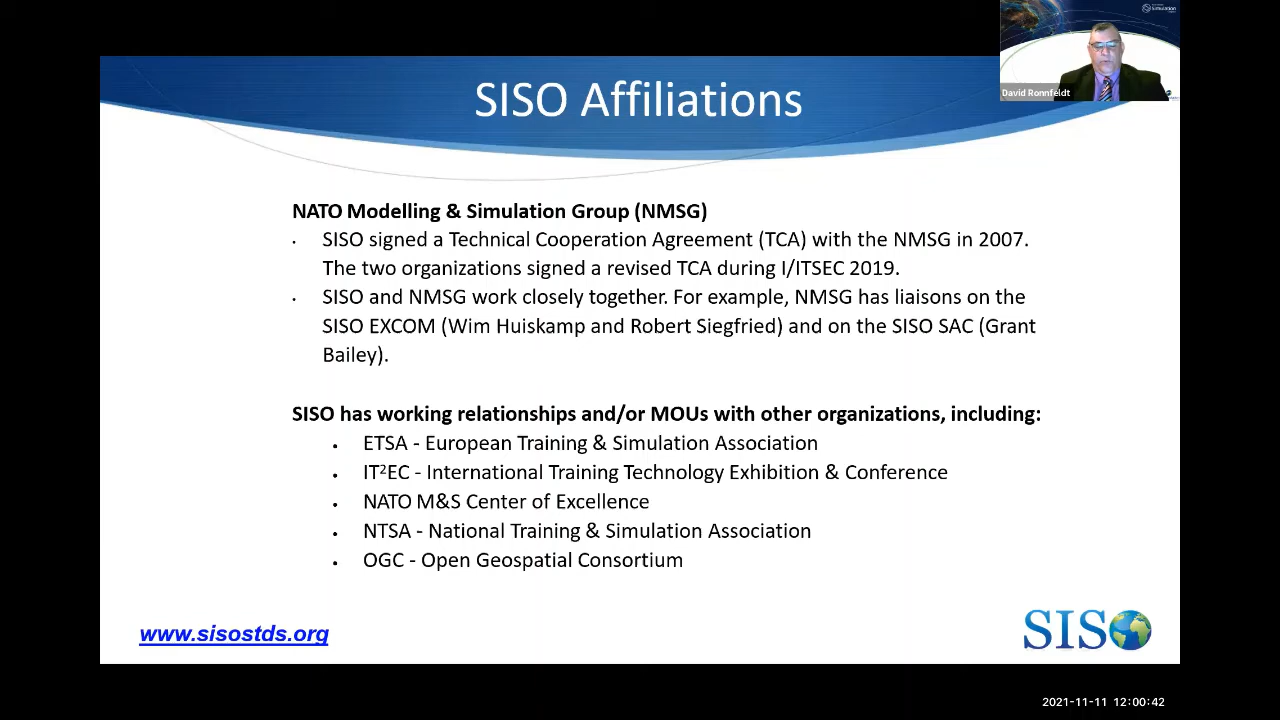 Simulation
David Ronnfeldt
SISO Affiliations
NATO Modelling & Simulation Group (NMSG)
• SISO signed a Technical Cooperation Agreement (TCA) with the NMSG in 2007.
The two organizations signed a revised TCA during I/ITSEC 2019.
• SISO and NMSG work closely together. For example, NMSG has liaisons on the
SISO EXCOM (Wim Huiskamp and Robert Siegfried) and on the SISO SAC (Grant
Bailey).
SISO has working relationships and/or MOUs with other organizations, including:
• ETSA - European Training & Simulation Association
• IT²EC - International Training Technology Exhibition & Conference
• NATO M&S Center of Excellence
• NTSA - National Training & Simulation Association
• OGC - Open Geospatial Consortium
www.sisostds.org
SISO
2021-11-11 12:00:42